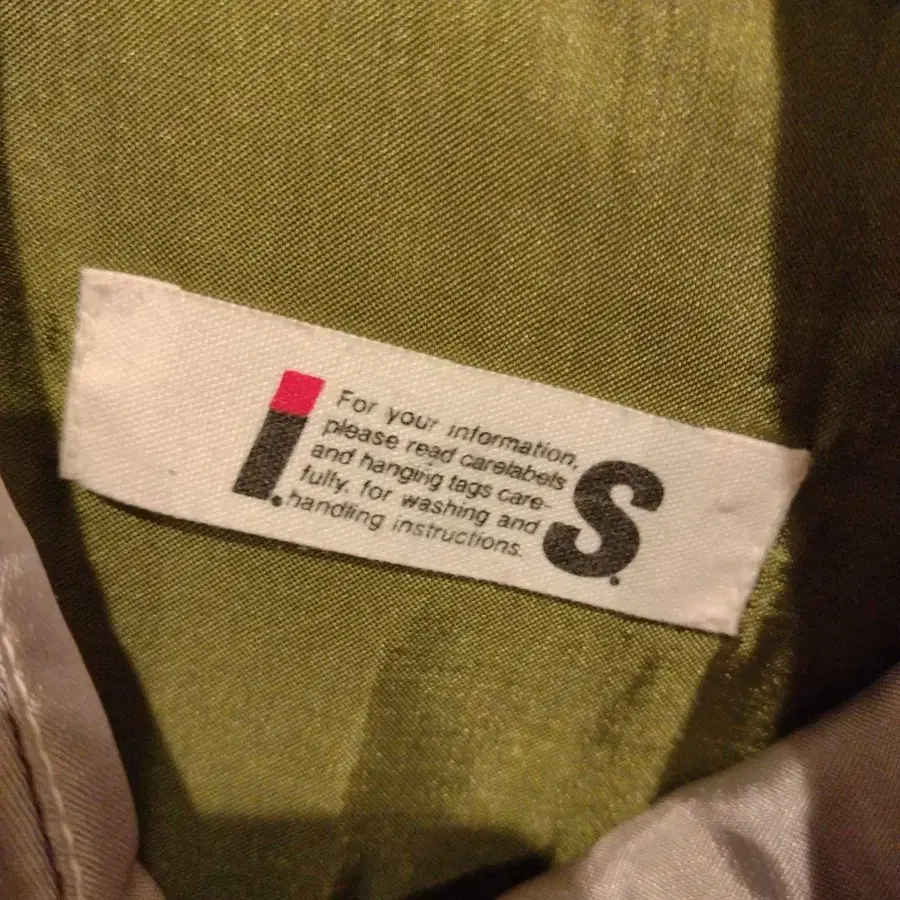 I.S.
For your information,
please read carelabels
and hanging tags care-
fully, for washing and
handling instructions.